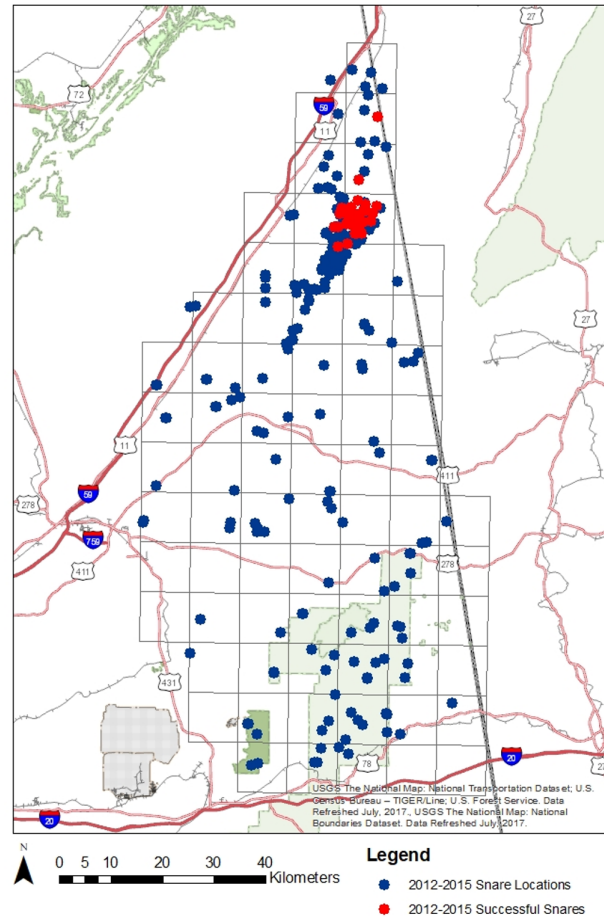 27
72
59
11
27
11
59
278
759
411
411
278
431
78
20
20
USGS The National Map: National Transportation Dataset; U.S.
Census Bureau – TIGER/Line; U.S. Forest Service. Data
Refreshed July, 2017., USGS The National Map: National
Boundaries Dataset. Data Refreshed July, 2017.
N
0 5 10 20 30 40
Kilometers
Legend
2012-2015 Snare Locations
2012-2015 Successful Snares